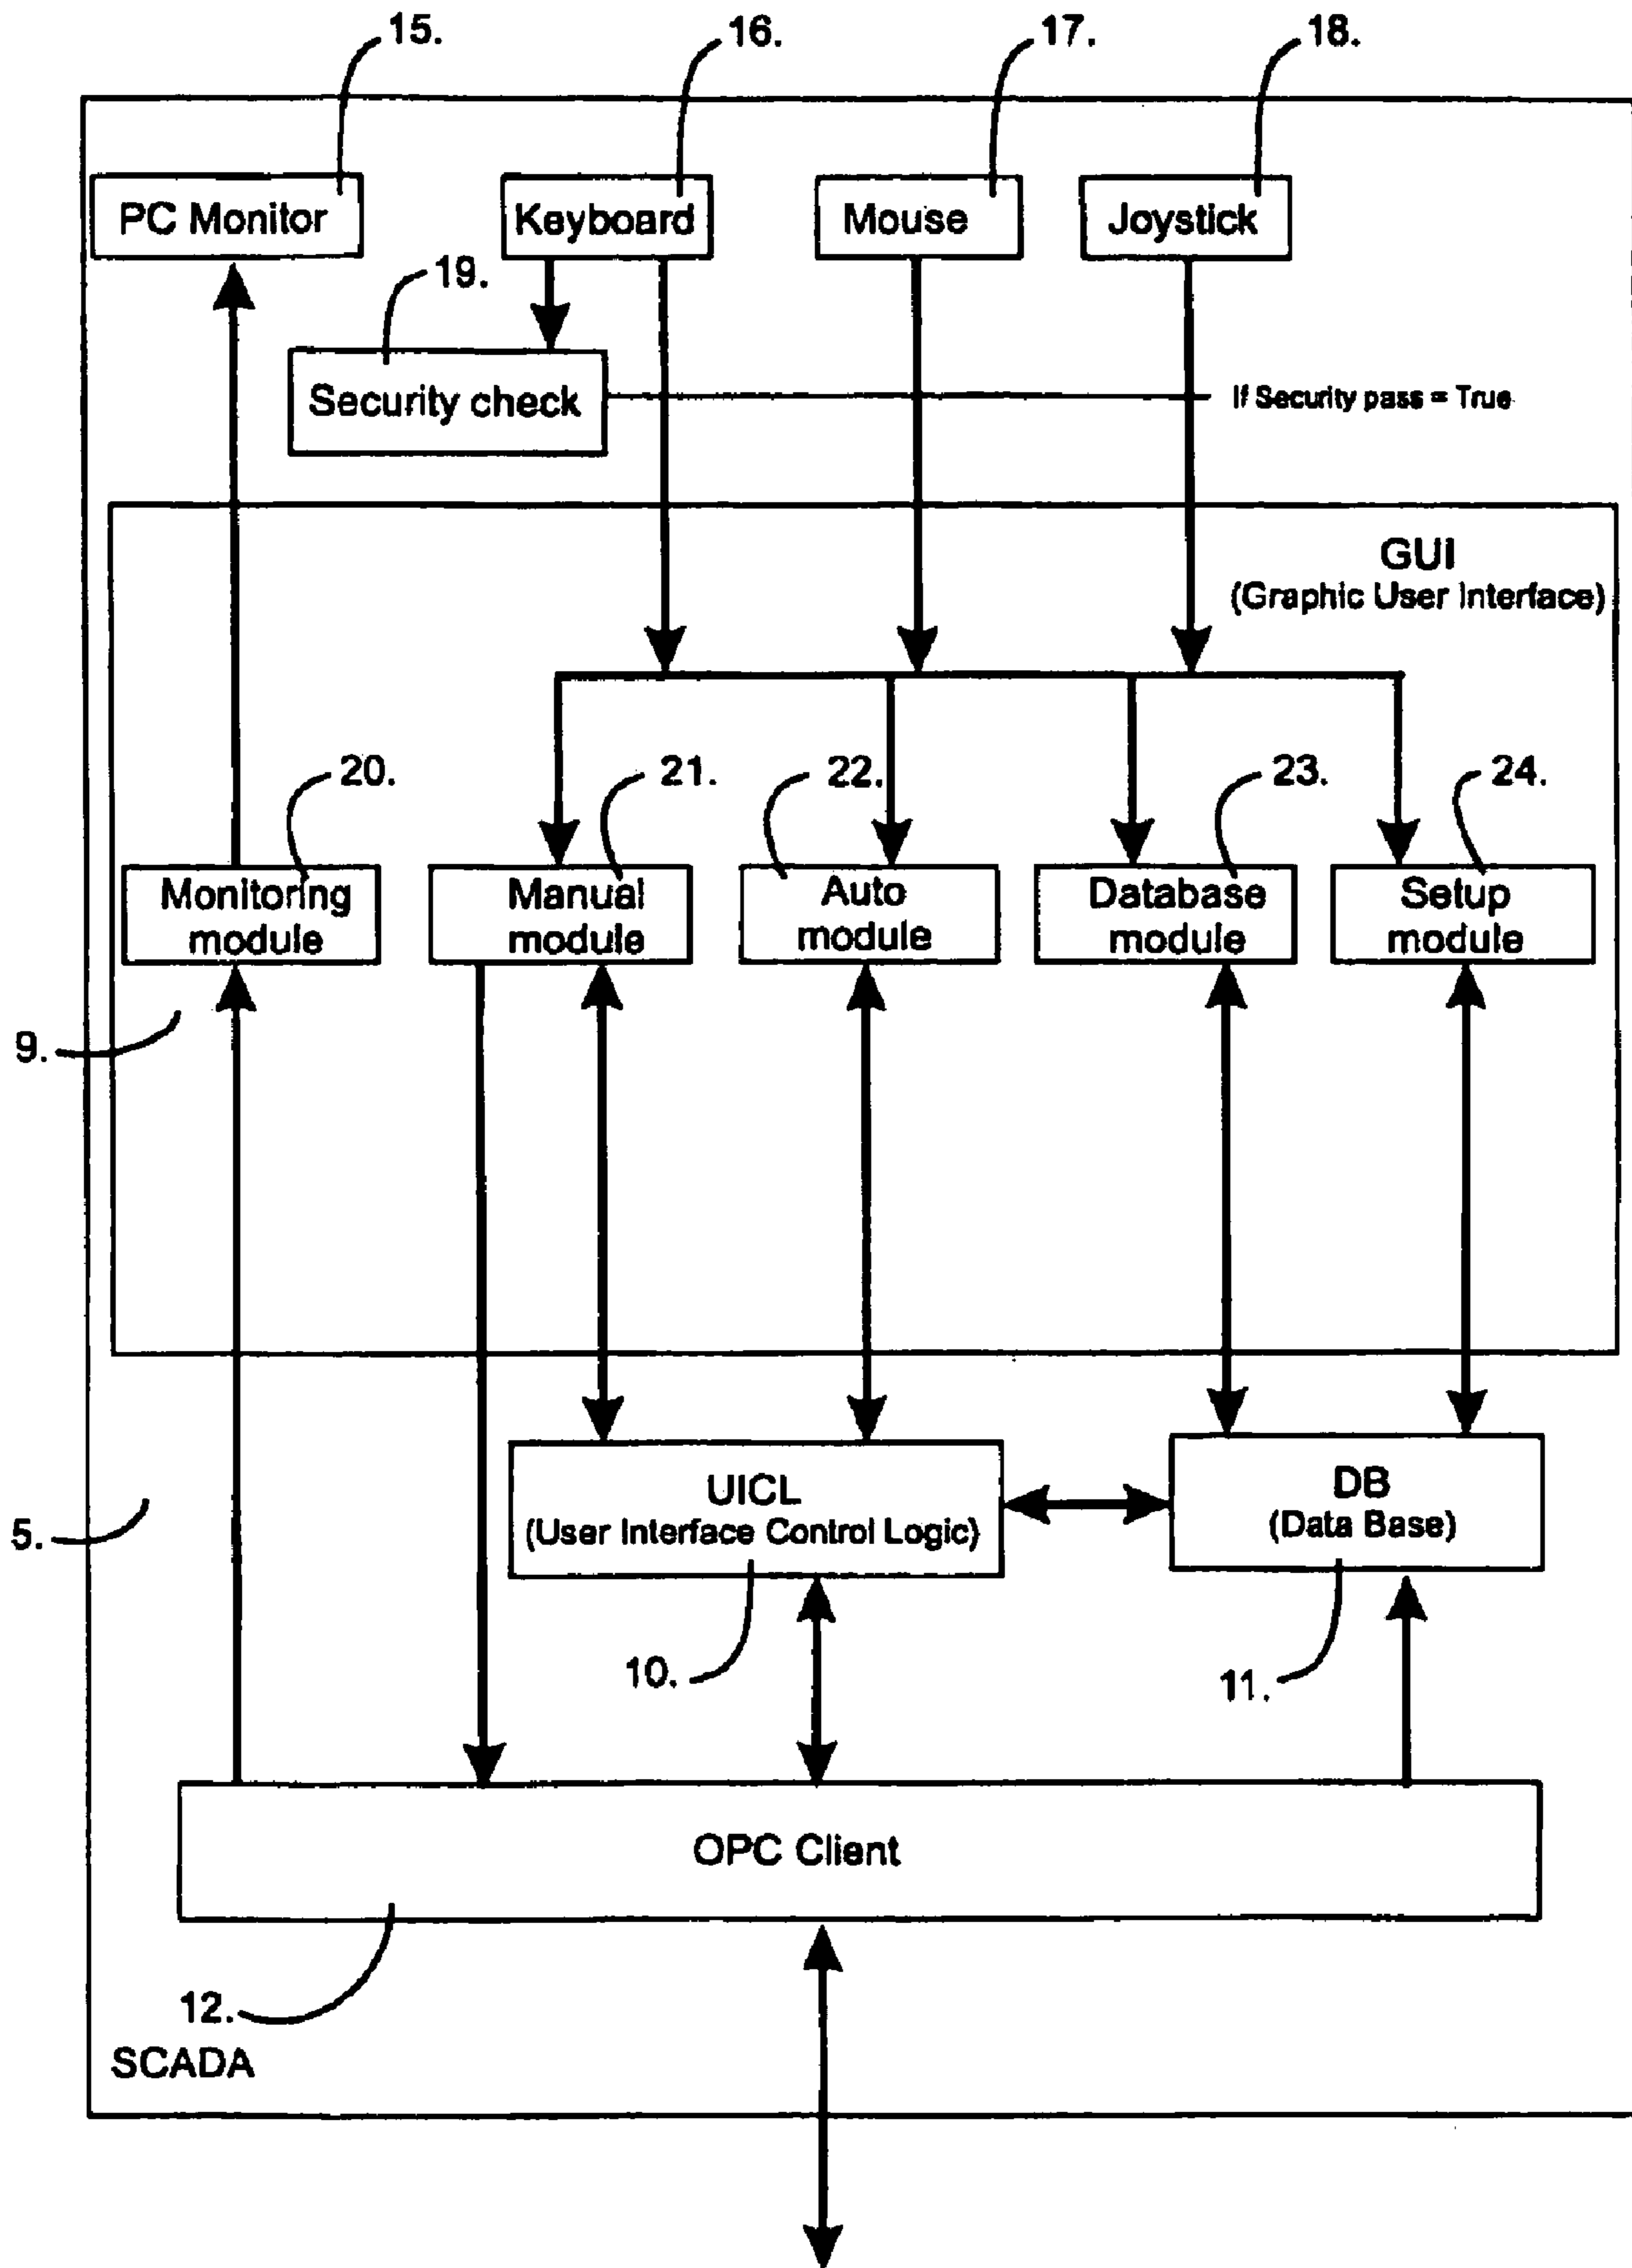 15.
16.
17.
18.
PC Monitor
Keyboard
Mouse
Joystick
19.
Security check
If Security pass = True
GUI
(Graphic User Interface)
20.
21.
22.
23.
24.
Monitoring
module
Manual
module
Auto
module
Database
module
Setup
module
9.
5.
UICL
(User Interface Control Logic)
DB
(Data Base)
10.
11.
OPC Client
12.
SCADA